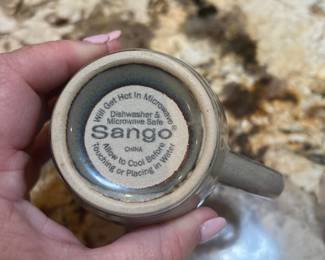 Will Get Hot In Microwave
Dishwasher &
Microwave Safe
Sango®
CHINA
Allow to Cool Before
Touching or Placing in Water